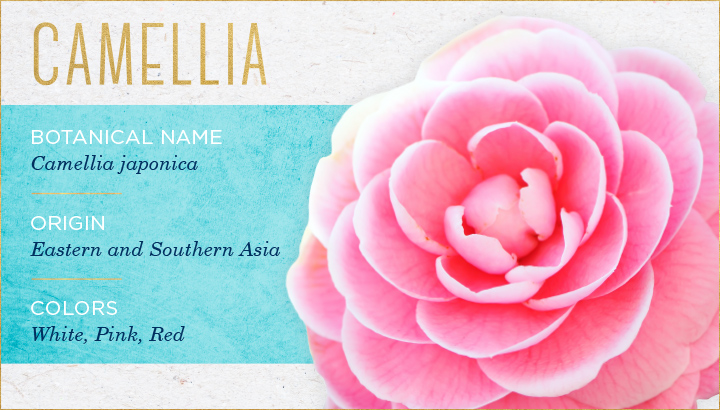 CAMELLIA
BOTANICAL NAME
Camellia japonica
ORIGIN
Eastern and Southern Asia
COLORS
White, Pink, Red